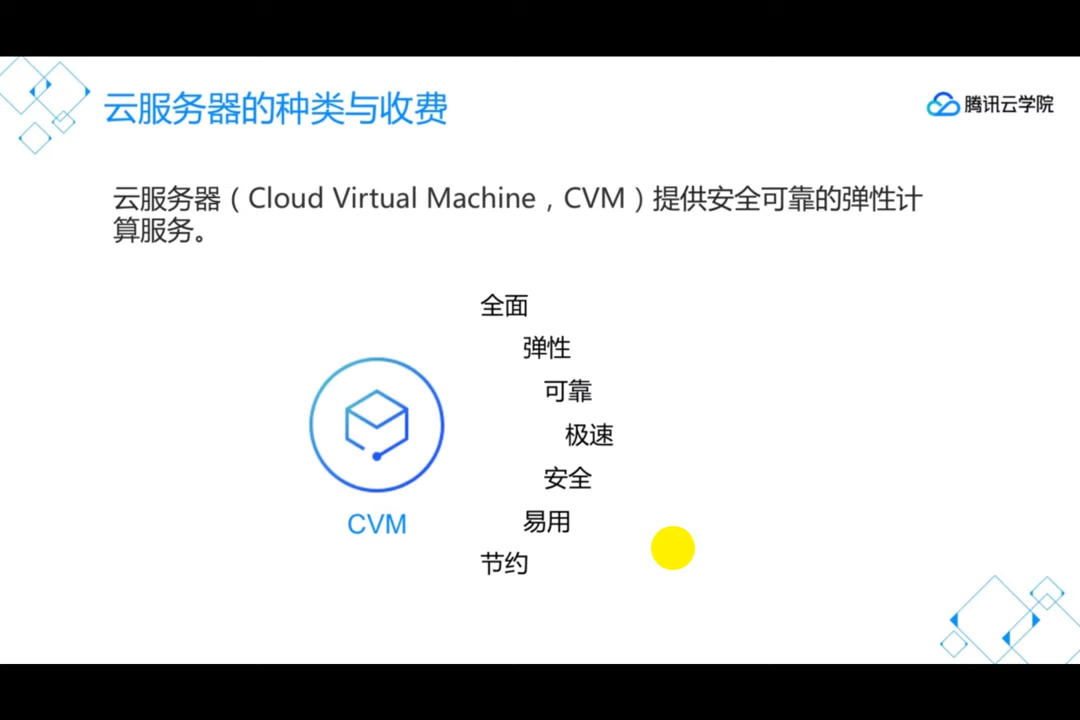 云服务器的种类与收费
腾讯云学院
云服务器（Cloud Virtual Machine，CVM）提供安全可靠的弹性计
算服务。
全面
弹性
可靠
极速
安全
易用
节约
CVM